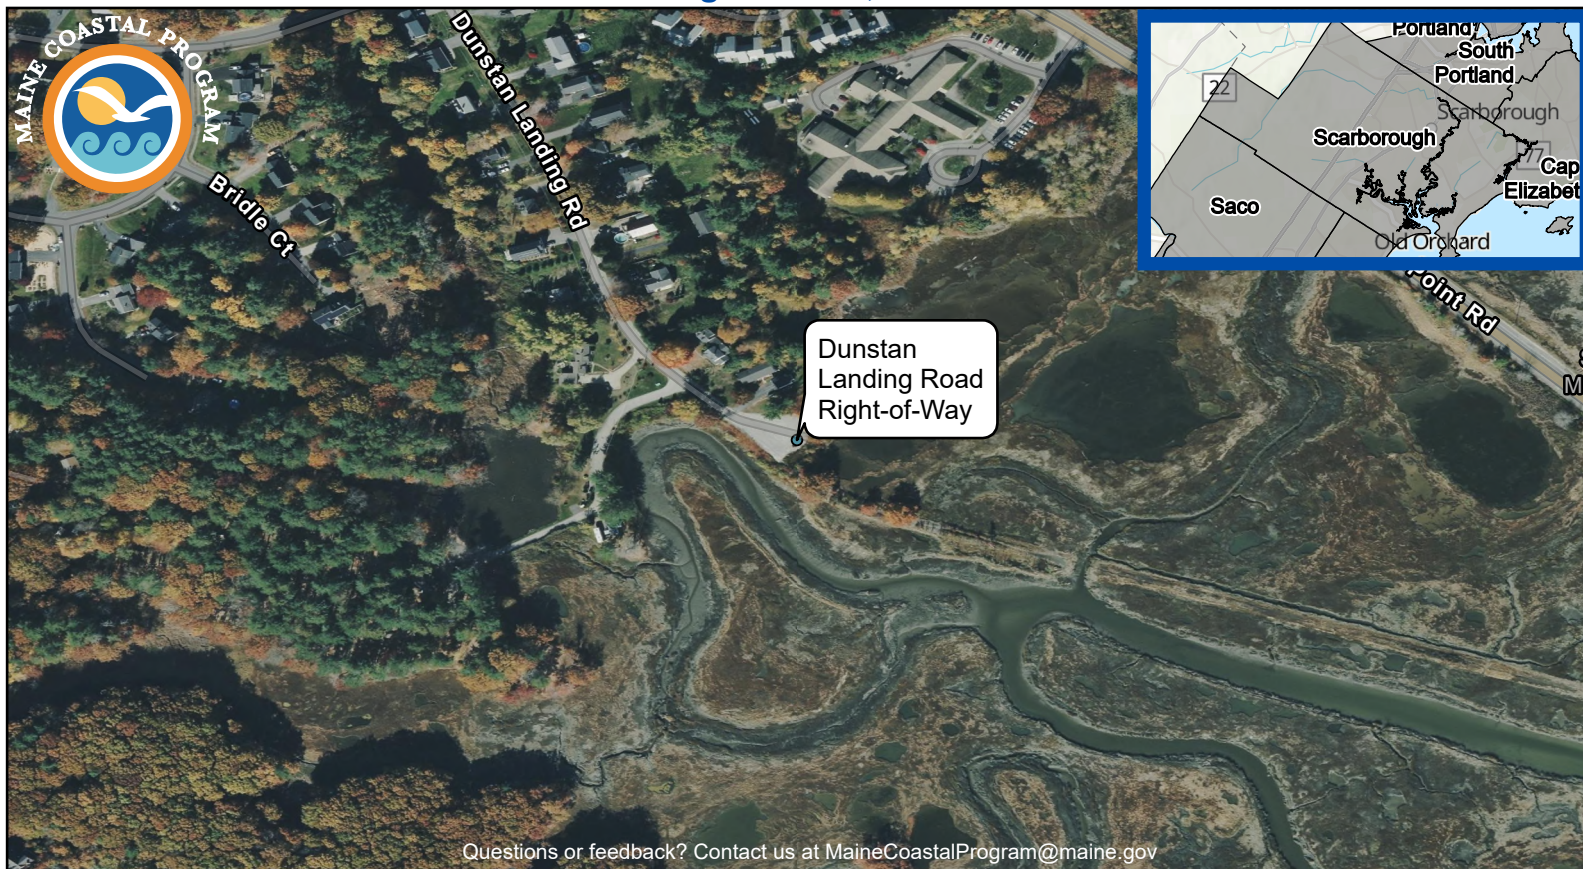 MAINE COASTAL PROGRAM
Dunstan Landing Rd
Bridle Ct
Portland
South
Portland
22
Scarborough
Scarborough
77
Cap
Elizabet
Saco
Old Orchard
Point Rd
Dunstan
Landing Road
Right-of-Way
Questions or feedback? Contact us at MaineCoastalProgram@maine.gov